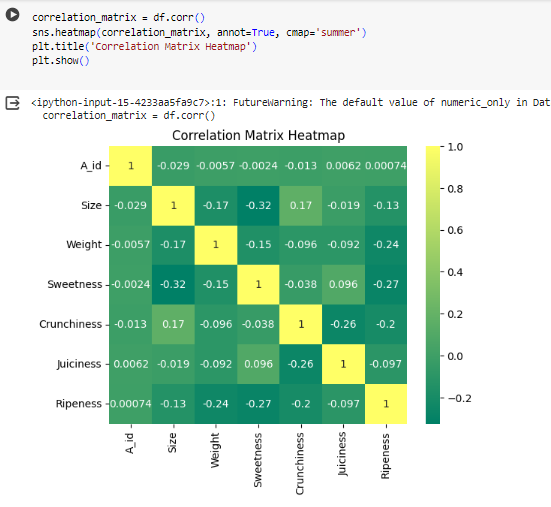 correlation_matrix = df.corr()
sns.heatmap(correlation_matrix, annot=True, cmap='summer')
plt.title('Correlation Matrix Heatmap')
plt.show()
<ipython-input-15-4233aa5fa9c7>:1: FutureWarning: The default value of numeric_only in Dat
correlation_matrix = df.corr()
Correlation Matrix Heatmap
A_id 1 -0.029 -0.0057 -0.0024 -0.013 0.0062 0.00074
Size -0.029 1 -0.17 -0.32 0.17 -0.019 -0.13
Weight -0.0057 -0.17 1 -0.15 -0.096 -0.092 -0.24
Sweetness -0.0024 -0.32 -0.15 1 -0.038 0.096 -0.27
Crunchiness -0.013 0.17 -0.096 -0.038 1 -0.26 -0.2
Juiciness 0.0062 -0.019 -0.092 0.096 -0.26 1 -0.097
Ripeness 0.00074 -0.13 -0.24 -0.27 -0.2 -0.097 1
A_id Size Weight Sweetness Crunchiness Juiciness Ripeness
1.0
0.8
0.6
0.4
0.2
0.0
-0.2